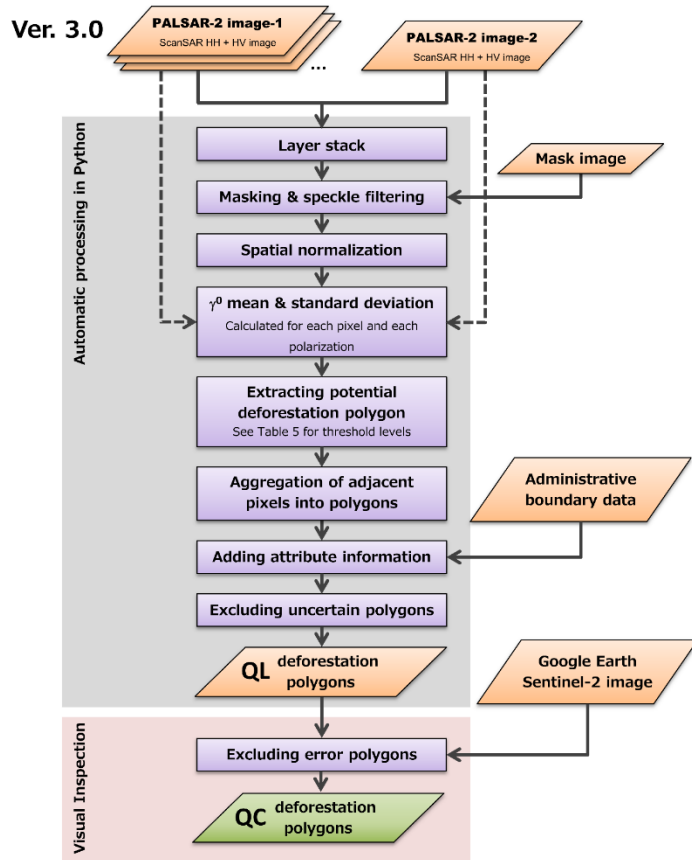 Ver. 3.0
PALSAR-2 image-1
ScanSAR HH + HV image
...
PALSAR-2 image-2
ScanSAR HH + HV image
Automatic processing in Python
Layer stack
Mask image
Masking & speckle filtering
Spatial normalization
γ⁰ mean & standard deviation
Calculated for each pixel and each
polarization
Extracting potential
deforestation polygon
See Table 5 for threshold levels
Aggregation of adjacent
pixels into polygons
Administrative
boundary data
Adding attribute information
Excluding uncertain polygons
QL deforestation
polygons
Google Earth
Sentinel-2 image
Visual Inspection
Excluding error polygons
QC deforestation
polygons